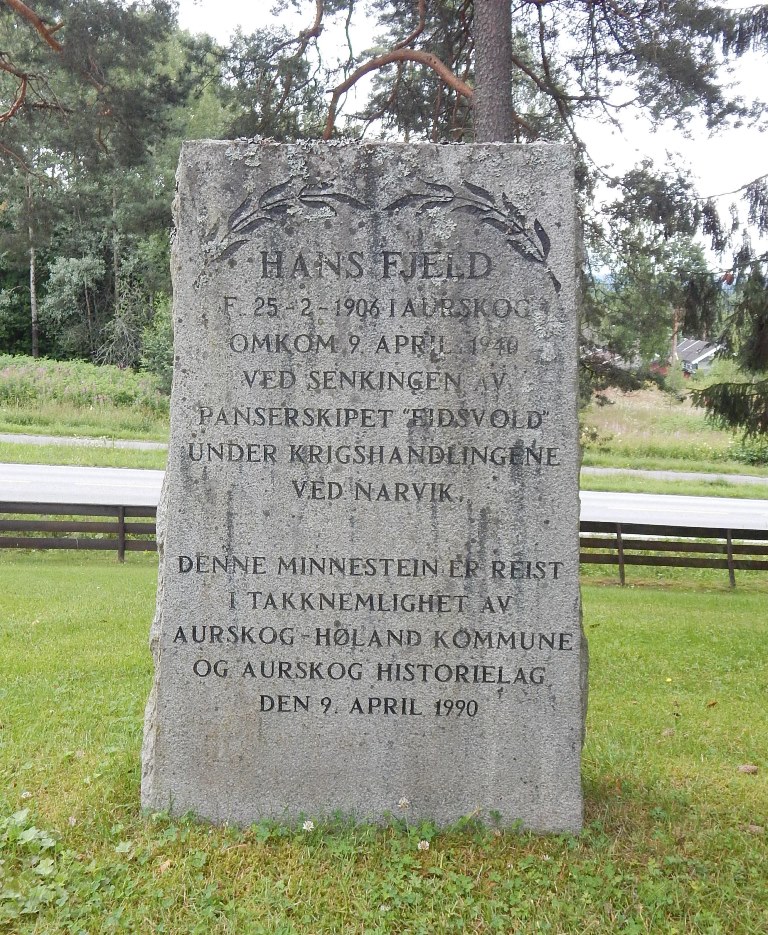 HANS FJELD
F. 25-2-1906 I AURSKOG
OMKOM 9. APRIL 1940
VED SENKINGEN AV
PANSERSKIPET "EIDSVOLD"
UNDER KRIGSHANDLINGENE
VED NARVIK.
DENNE MINNESTEIN ER REIST
I TAKKNEMLIGHET AV
AURSKOG-HØLAND KOMMUNE
OG AURSKOG HISTORIELAG
DEN 9. APRIL 1990